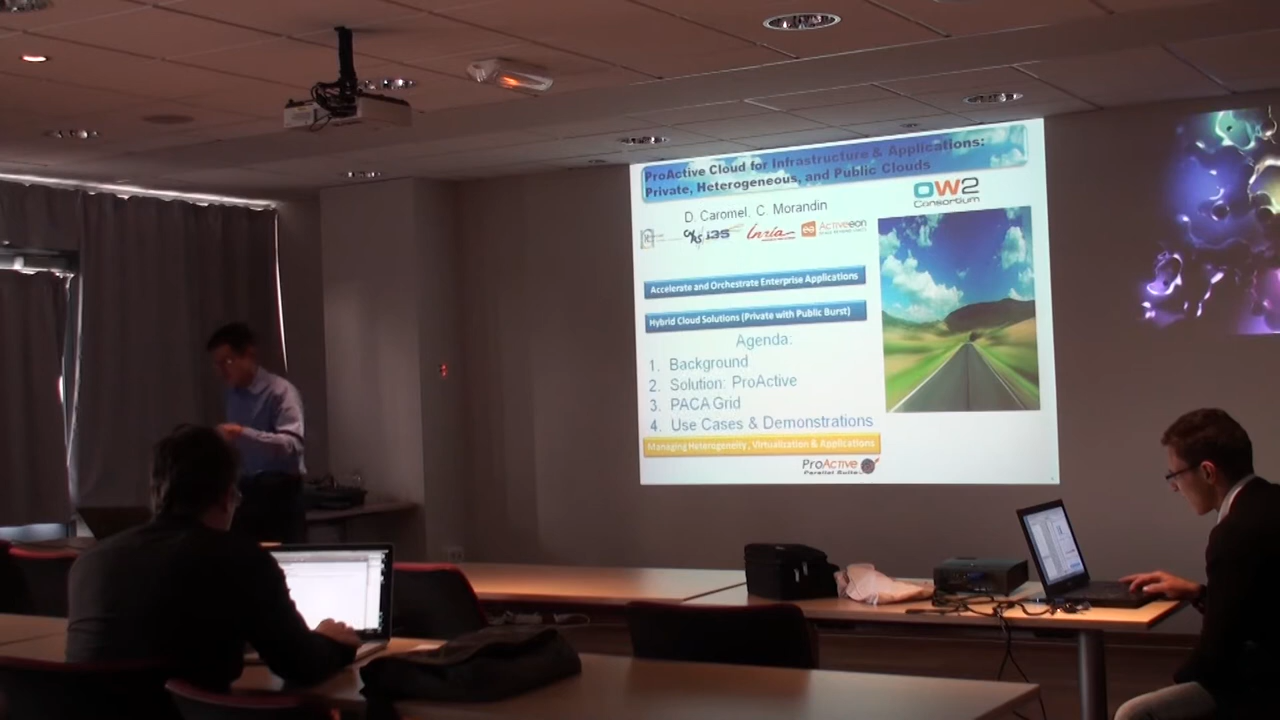 ProActive Cloud for Infrastructure & Applications:
Private, Heterogeneous, and Public Clouds
OW2
Consortium
D. Caromel, C. Morandin
CNRS i3S Inria Activeeon
Accelerate and Orchestrate Enterprise Applications
Hybrid Cloud Solutions (Private with Public Burst)
Agenda:
1. Background
2. Solution: ProActive
3. PACA Grid
4. Use Cases & Demonstrations
Managing Heterogeneity, Virtualization & Applications
ProActive
Parallel Suite